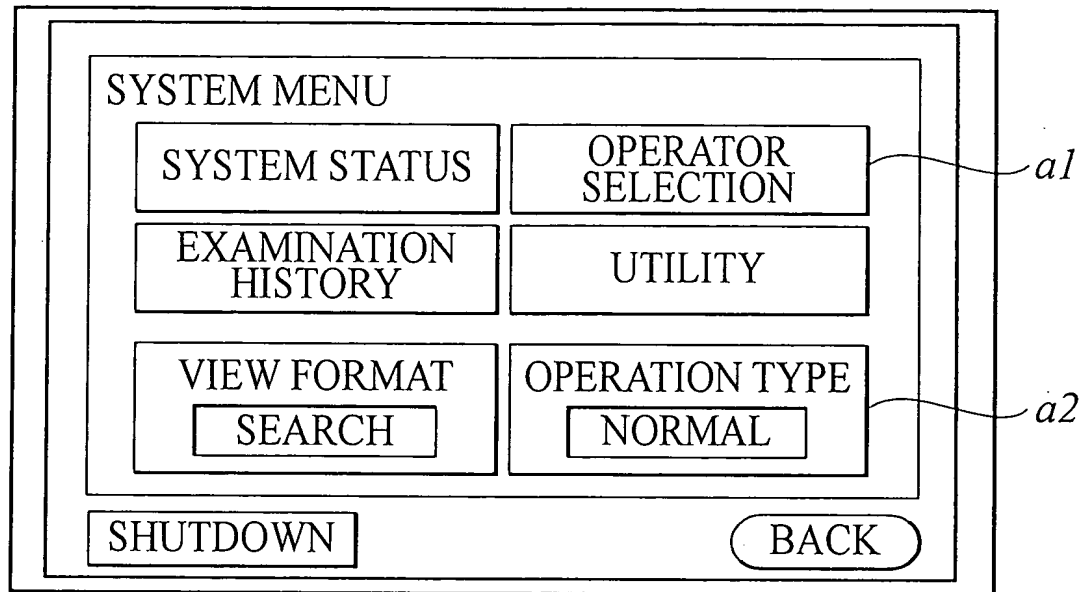 SYSTEM MENU
SYSTEM STATUS
OPERATOR
SELECTION
a1
EXAMINATION
HISTORY
UTILITY
VIEW FORMAT
SEARCH
OPERATION TYPE
NORMAL
a2
SHUTDOWN
BACK